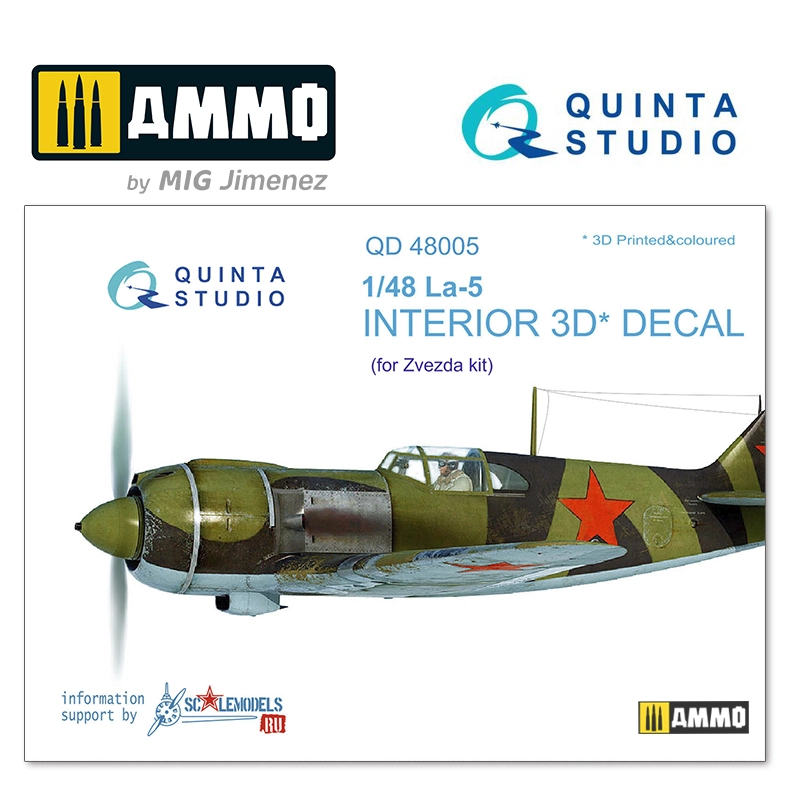 AMMO
by MIG Jimenez
QUINTA
STUDIO
QUINTA
STUDIO
QD 48005
* 3D Printed&coloured
1/48 La-5
INTERIOR 3D* DECAL
(for Zvezda kit)
information
support by
SCALEMODELS
RU
AMMO